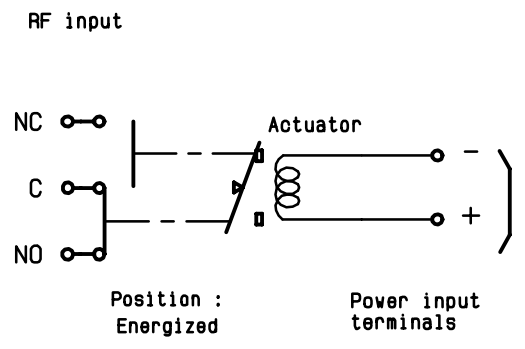 RF input
NC
Actuator
-
C
+
NO
Position :
Energized
Power input
terminals